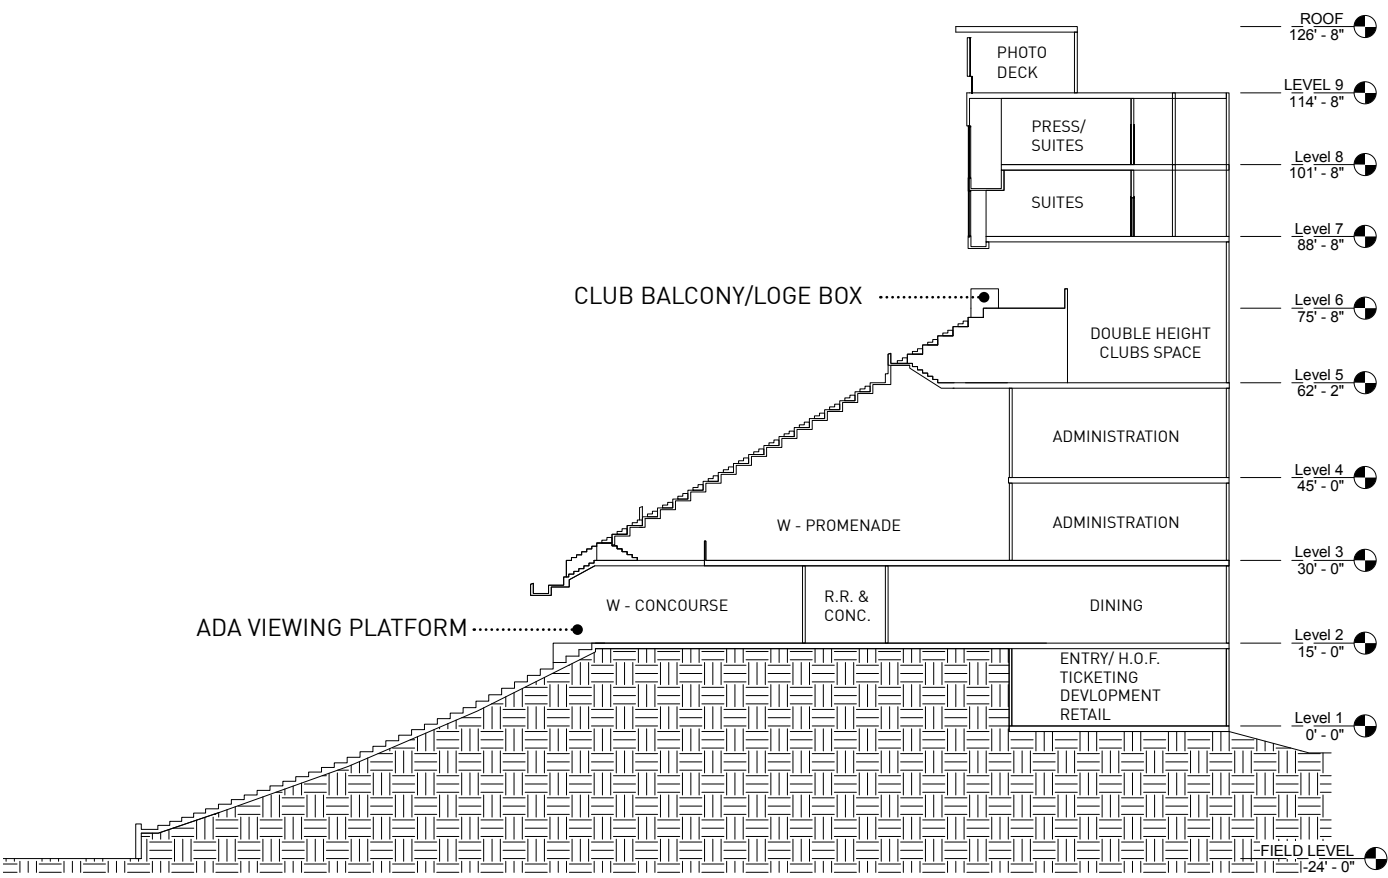 ROOF
126' - 8"
PHOTO
DECK
LEVEL 9
114' - 8"
PRESS/
SUITES
Level 8
101' - 8"
SUITES
Level 7
88' - 8"
CLUB BALCONY/LOGE BOX
Level 6
75' - 8"
DOUBLE HEIGHT
CLUBS SPACE
Level 5
62' - 2"
ADMINISTRATION
Level 4
45' - 0"
W - PROMENADE
ADMINISTRATION
Level 3
30' - 0"
W - CONCOURSE
R.R. &
CONC.
DINING
ADA VIEWING PLATFORM
Level 2
15' - 0"
ENTRY/ H.O.F.
TICKETING
DEVLOPMENT
RETAIL
Level 1
0' - 0"
FIELD LEVEL
-24' - 0"